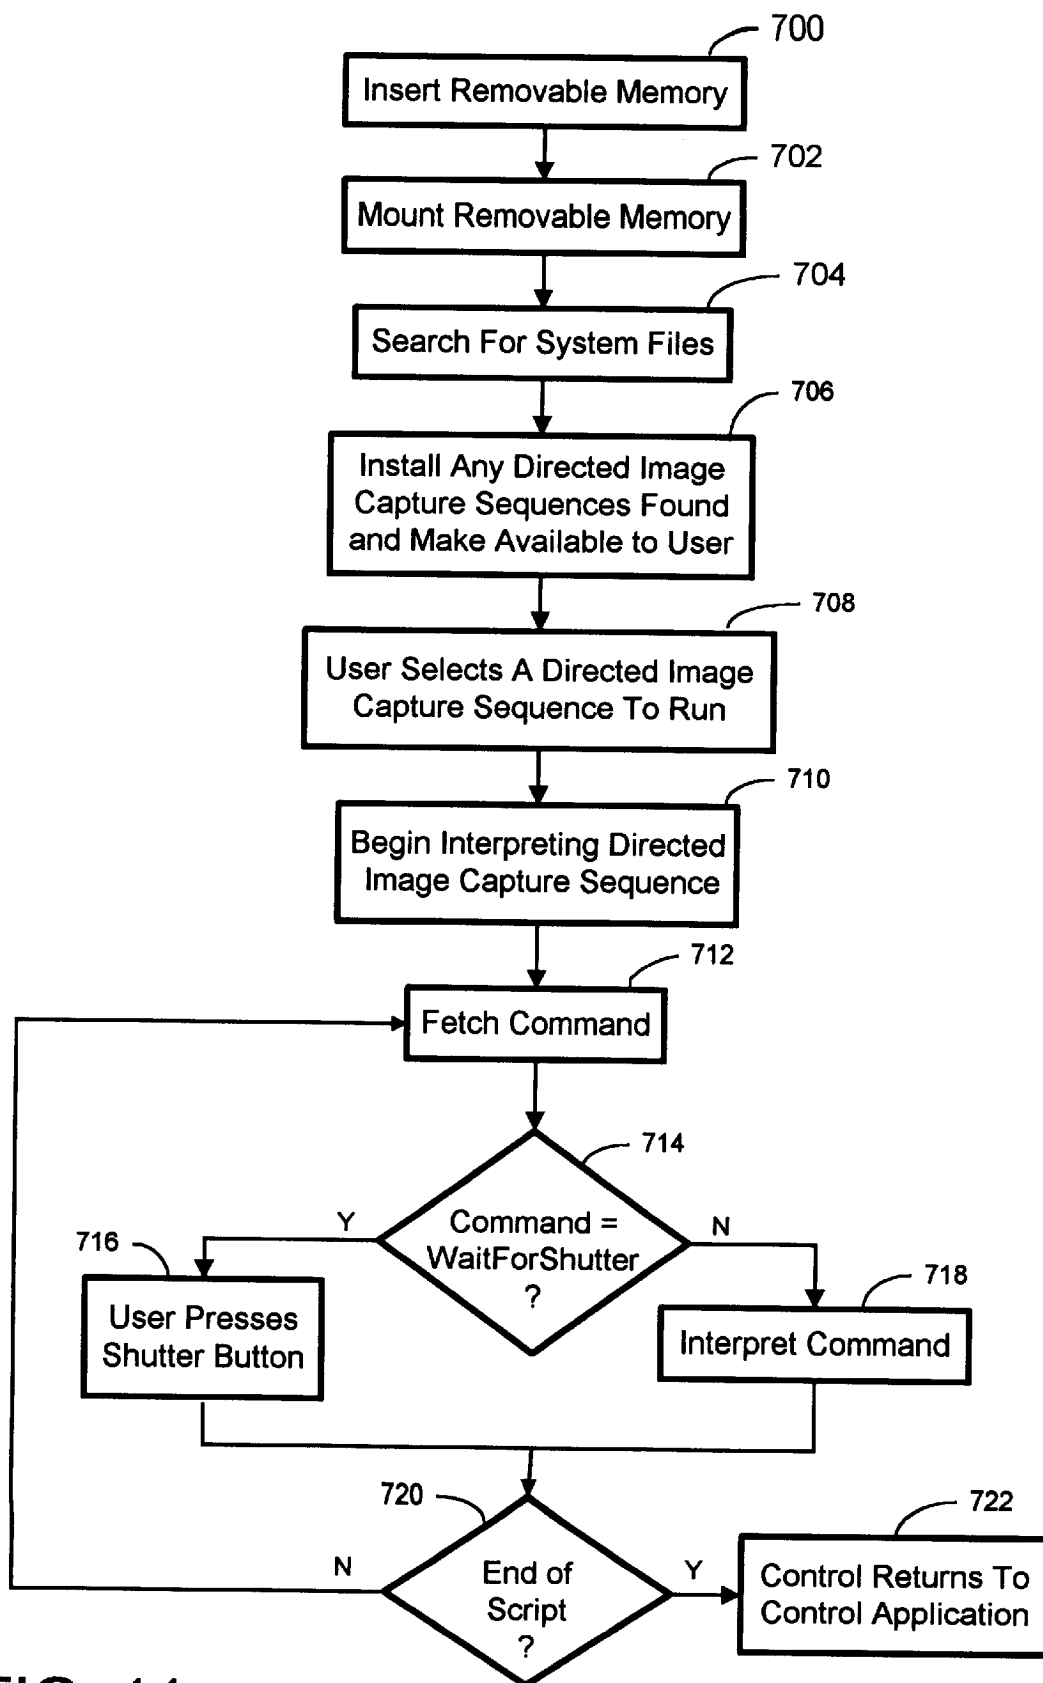 700
Insert Removable Memory
702
Mount Removable Memory
704
Search For System Files
706
Install Any Directed Image
Capture Sequences Found
and Make Available to User
708
User Selects A Directed Image
Capture Sequence To Run
710
Begin Interpreting Directed
Image Capture Sequence
712
Fetch Command
714
Command =
WaitForShutter
?
Y
N
716
User Presses
Shutter Button
718
Interpret Command
720
End of
Script
?
N
Y
722
Control Returns To
Control Application